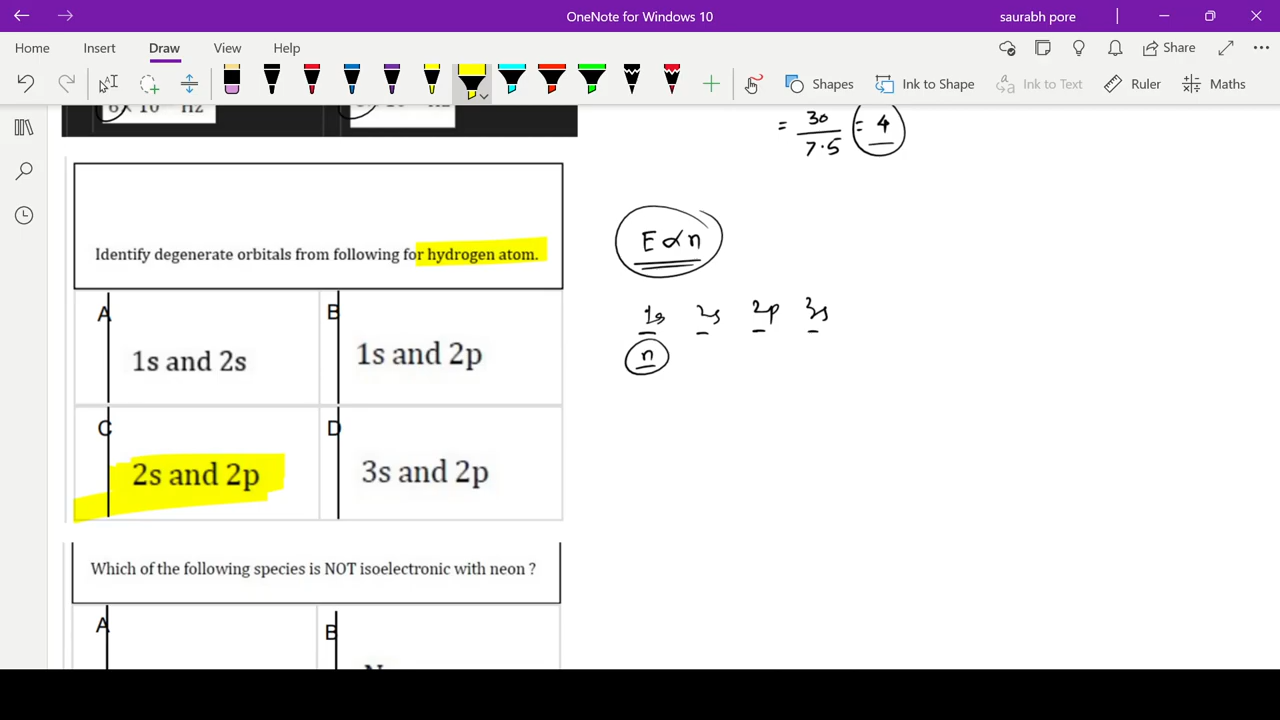 OneNote for Windows 10
saurabh pore
Home Insert Draw View Help
Share
Shapes
Ink to Shape
Ink to Text
Ruler
Maths
= 30/7.5 = 4
Identify degenerate orbitals from following for hydrogen atom.
A
1s and 2s
B
1s and 2p
C
2s and 2p
D
3s and 2p
E ∝ n
1s 2s 2p 3s
n
Which of the following species is NOT isoelectronic with neon ?
A
B